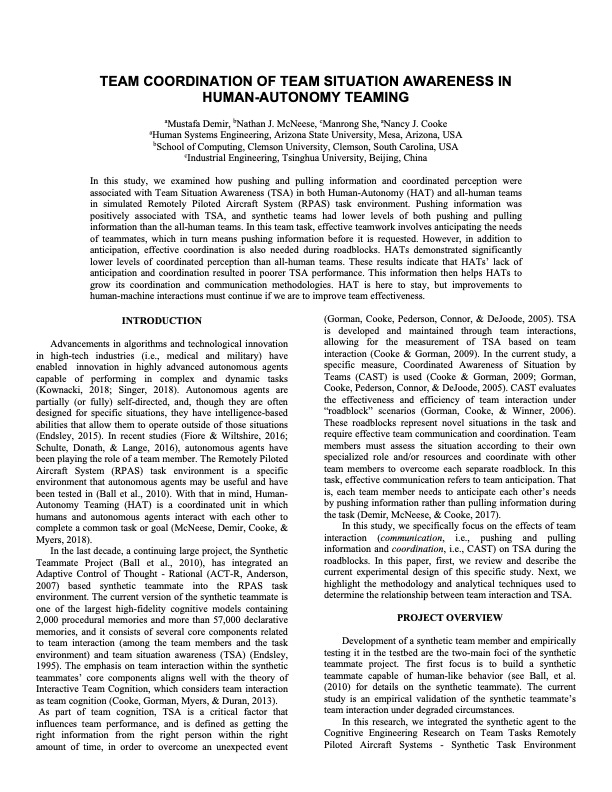 TEAM COORDINATION OF TEAM SITUATION AWARENESS IN
HUMAN-AUTONOMY TEAMING
ᵃMustafa Demir, ᵇNathan J. McNeese, ᶜManrong She, ᵃNancy J. Cooke
ᵃHuman Systems Engineering, Arizona State University, Mesa, Arizona, USA
ᵇSchool of Computing, Clemson University, Clemson, South Carolina, USA
ᶜIndustrial Engineering, Tsinghua University, Beijing, China
In this study, we examined how pushing and pulling information and coordinated perception were
associated with Team Situation Awareness (TSA) in both Human-Autonomy (HAT) and all-human teams
in simulated Remotely Piloted Aircraft System (RPAS) task environment. Pushing information was
positively associated with TSA, and synthetic teams had lower levels of both pushing and pulling
information than the all-human teams. In this team task, effective teamwork involves anticipating the needs
of teammates, which in turn means pushing information before it is requested. However, in addition to
anticipation, effective coordination is also needed during roadblocks. HATs demonstrated significantly
lower levels of coordinated perception than all-human teams. These results indicate that HATs' lack of
anticipation and coordination resulted in poorer TSA performance. This information then helps HATs to
grow its coordination and communication methodologies. HAT is here to stay, but improvements to
human-machine interactions must continue if we are to improve team effectiveness.
INTRODUCTION
Advancements in algorithms and technological innovation
in high-tech industries (i.e., medical and military) have
enabled innovation in highly advanced autonomous agents
capable of performing in complex and dynamic tasks
(Kownacki, 2018; Singer, 2018). Autonomous agents are
partially (or fully) self-directed, and, though they are often
designed for specific situations, they have intelligence-based
abilities that allow them to operate outside of those situations
(Endsley, 2015). In recent studies (Fiore & Wiltshire, 2016;
Schulte, Donath, & Lange, 2016), autonomous agents have
been playing the role of a team member. The Remotely Piloted
Aircraft System (RPAS) task environment is a specific
environment that autonomous agents may be useful and have
been tested in (Ball et al., 2010). With that in mind, Human-
Autonomy Teaming (HAT) is a coordinated unit in which
humans and autonomous agents interact with each other to
complete a common task or goal (McNeese, Demir, Cooke, &
Myers, 2018).
In the last decade, a continuing large project, the Synthetic
Teammate Project (Ball et al., 2010), has integrated an
Adaptive Control of Thought - Rational (ACT-R, Anderson,
2007) based synthetic teammate into the RPAS task
environment. The current version of the synthetic teammate is
one of the largest high-fidelity cognitive models containing
2,000 procedural memories and more than 57,000 declarative
memories, and it consists of several core components related
to team interaction (among the team members and the task
environment) and team situation awareness (TSA) (Endsley,
1995). The emphasis on team interaction within the synthetic
teammates' core components aligns well with the theory of
Interactive Team Cognition, which considers team interaction
as team cognition (Cooke, Gorman, Myers, & Duran, 2013).
As part of team cognition, TSA is a critical factor that
influences team performance, and is defined as getting the
right information from the right person within the right
amount of time, in order to overcome an unexpected event
(Gorman, Cooke, Pederson, Connor, & DeJoode, 2005). TSA
is developed and maintained through team interactions,
allowing for the measurement of TSA based on team
interaction (Cooke & Gorman, 2009). In the current study, a
specific measure, Coordinated Awareness of Situation by
Teams (CAST) is used (Cooke & Gorman, 2009; Gorman,
Cooke, Pederson, Connor, & DeJoode, 2005). CAST evaluates
the effectiveness and efficiency of team interaction under
“roadblock” scenarios (Gorman, Cooke, & Winner, 2006).
These roadblocks represent novel situations in the task and
require effective team communication and coordination. Team
members must assess the situation according to their own
specialized role and/or resources and coordinate with other
team members to overcome each separate roadblock. In this
task, effective communication refers to team anticipation. That
is, each team member needs to anticipate each other's needs
by pushing information rather than pulling information during
the task (Demir, McNeese, & Cooke, 2017).
In this study, we specifically focus on the effects of team
interaction (communication, i.e., pushing and pulling
information and coordination, i.e., CAST) on TSA during the
roadblocks. In this paper, first, we review and describe the
current experimental design of this specific study. Next, we
highlight the methodology and analytical techniques used to
determine the relationship between team interaction and TSA.
PROJECT OVERVIEW
Development of a synthetic team member and empirically
testing it in the testbed are the two-main foci of the synthetic
teammate project. The first focus is to build a synthetic
teammate capable of human-like behavior (see Ball, et al.
(2010) for details on the synthetic teammate). The current
study is an empirical validation of the synthetic teammate's
team interaction under degraded circumstances.
In this research, we integrated the synthetic agent to the
Cognitive Engineering Research on Team Tasks Remotely
Piloted Aircraft Systems - Synthetic Task Environment